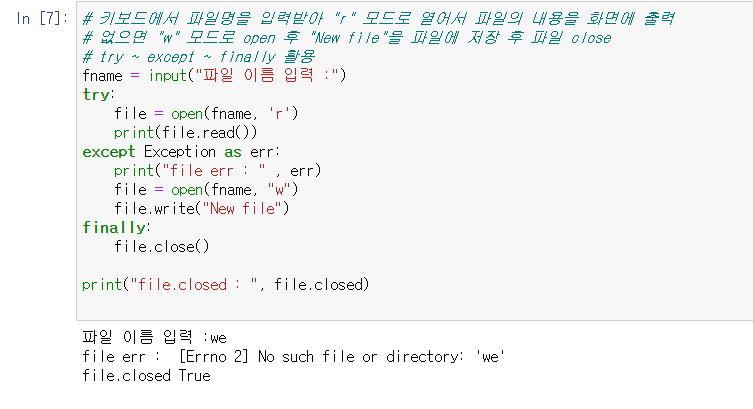 In [7]: # 키보드에서 파일명을 입력받아 "r" 모드로 열어서 파일의 내용을 화면에 출력
# 없으면 "w" 모드로 open 후 "New file"을 파일에 저장 후 파일 close
# try ~ except ~ finally 활용
fname = input("파일 이름 입력 :")
try:
    file = open(fname, 'r')
    print(file.read())
except Exception as err:
    print("file err : " , err)
    file = open(fname, "w")
    file.write("New file")
finally:
    file.close()
print("file.closed : ", file.closed)
파일 이름 입력 :we
file err :  [Errno 2] No such file or directory: 'we'
file.closed True